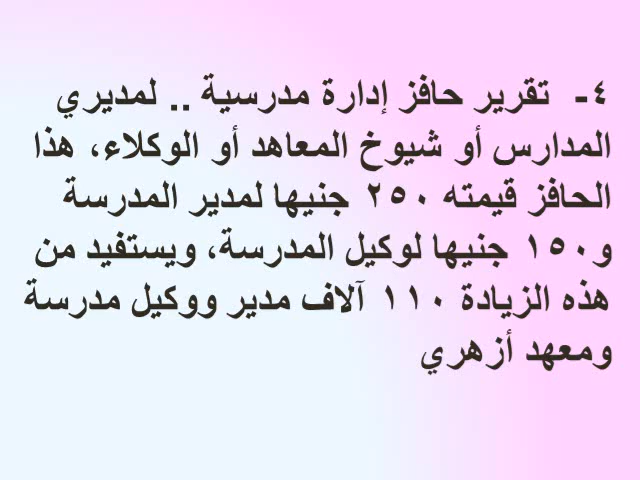 ٤- تقرير حافز إدارة مدرسية .. لمديري
المدارس أو شيوخ المعاهد أو الوكلاء، هذا
الحافز قيمته ٢٥٠ جنيها لمدير المدرسة
و١٥٠ جنيها لوكيل المدرسة، ويستفيد من
هذه الزيادة ١١٠ آلاف مدير ووكيل مدرسة
ومعهد أزهري